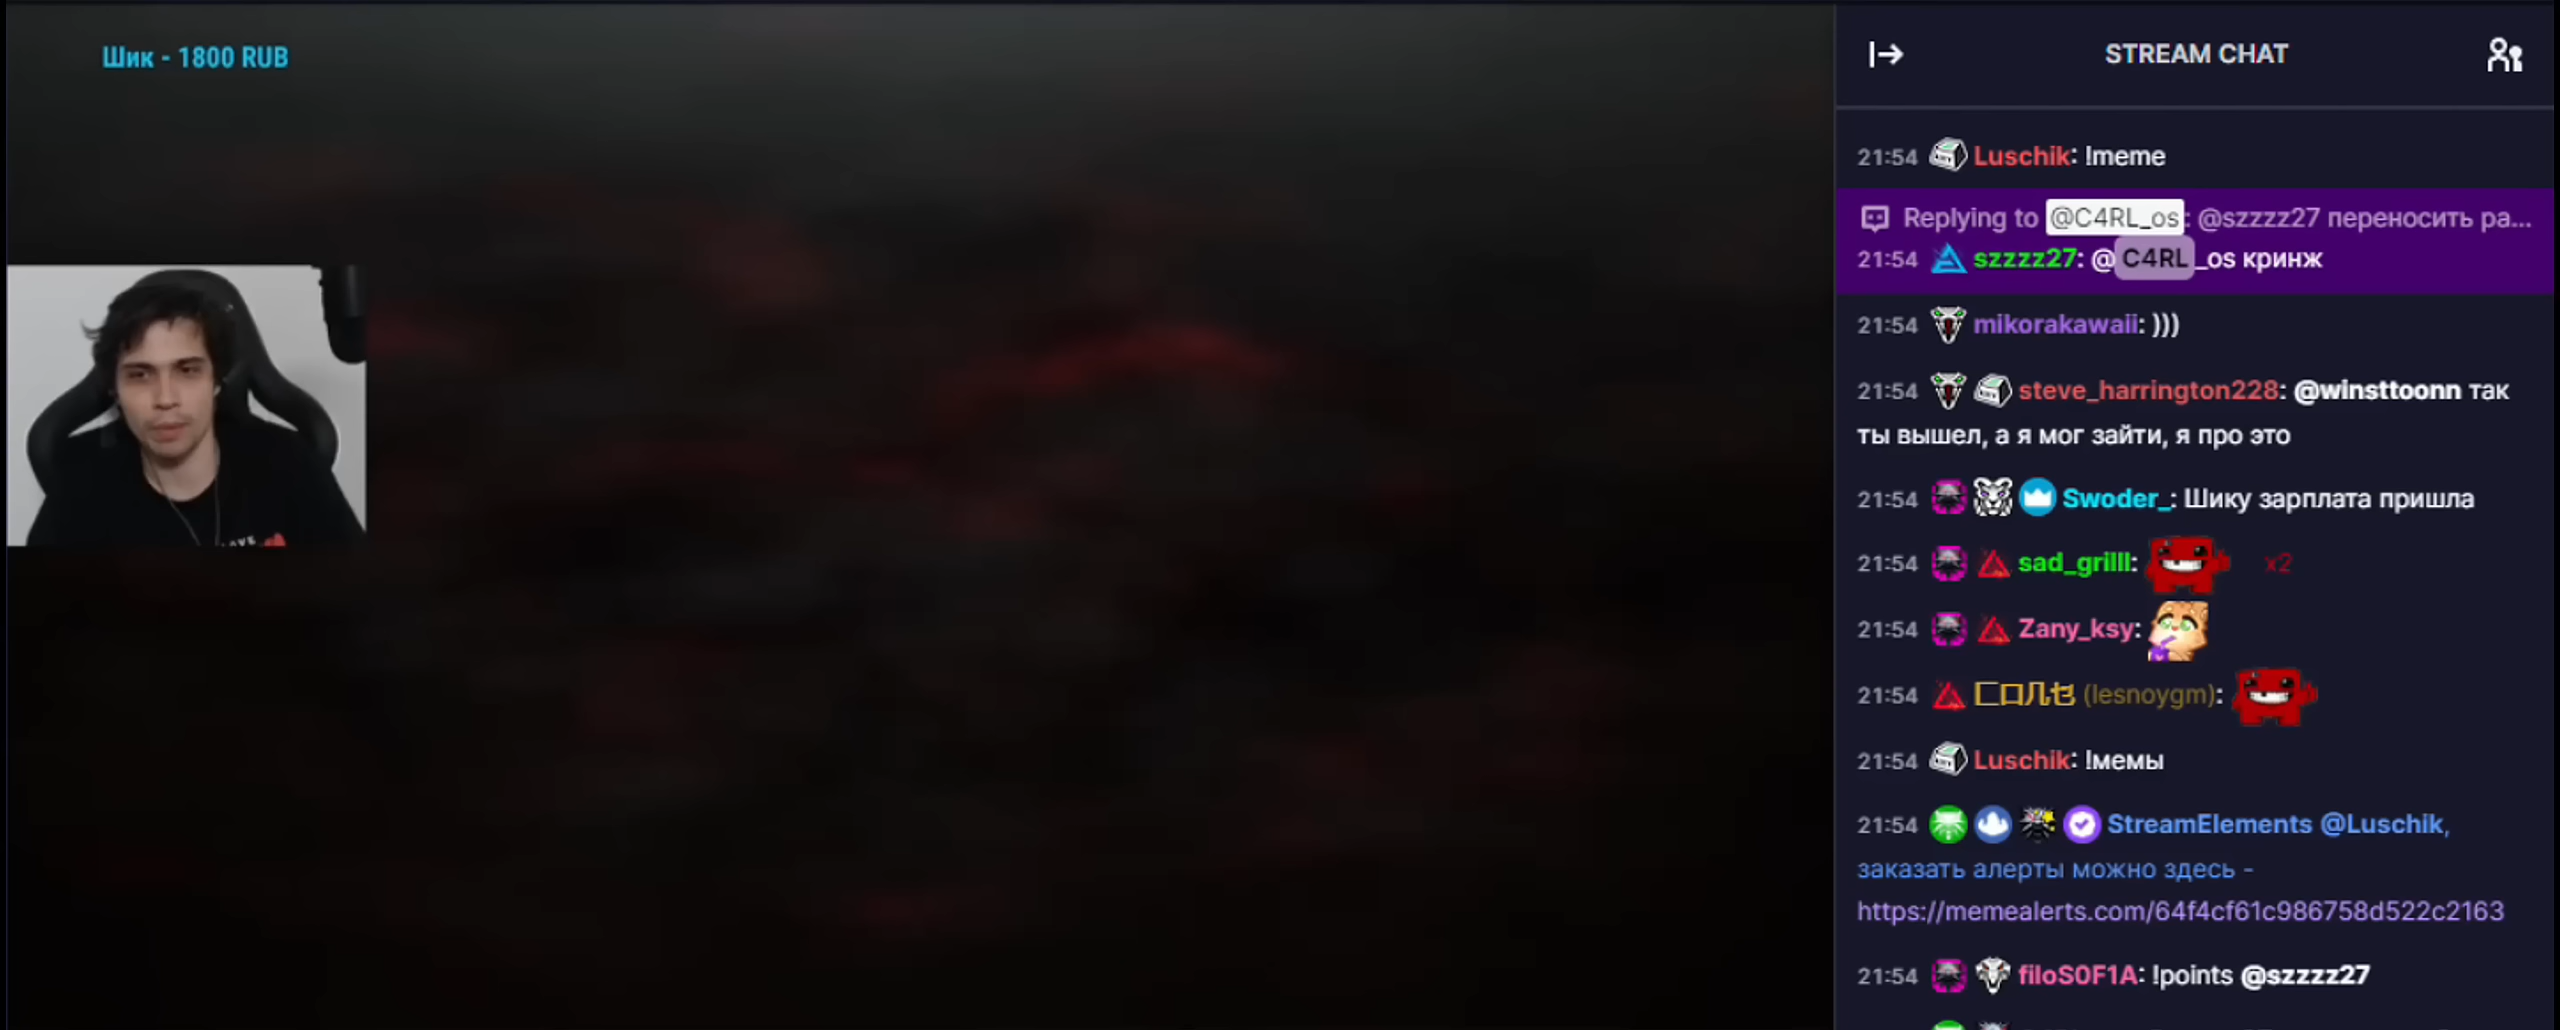 Шик - 1800 RUB
STREAM CHAT
21:54 Luschik: !meme
Replying to @C4RL_os: @szzzz27 переносить ра...
21:54 szzzz27: @C4RL_os кринж
21:54 mikorakawaii: )))
21:54 steve_harrington228: @winsttoonn так
ты вышел, а я мог зайти, я про это
21:54 Swoder_: Шику зарплата пришла
21:54 sad_grilll: x2
21:54 Zany_ksy:
21:54 (lesnoygm):
21:54 Luschik: !мемы
21:54 StreamElements @Luschik,
заказать алерты можно здесь -
https://memealerts.com/64f4cf61c986758d522c2163
21:54 filoS0F1A: !points @szzzz27